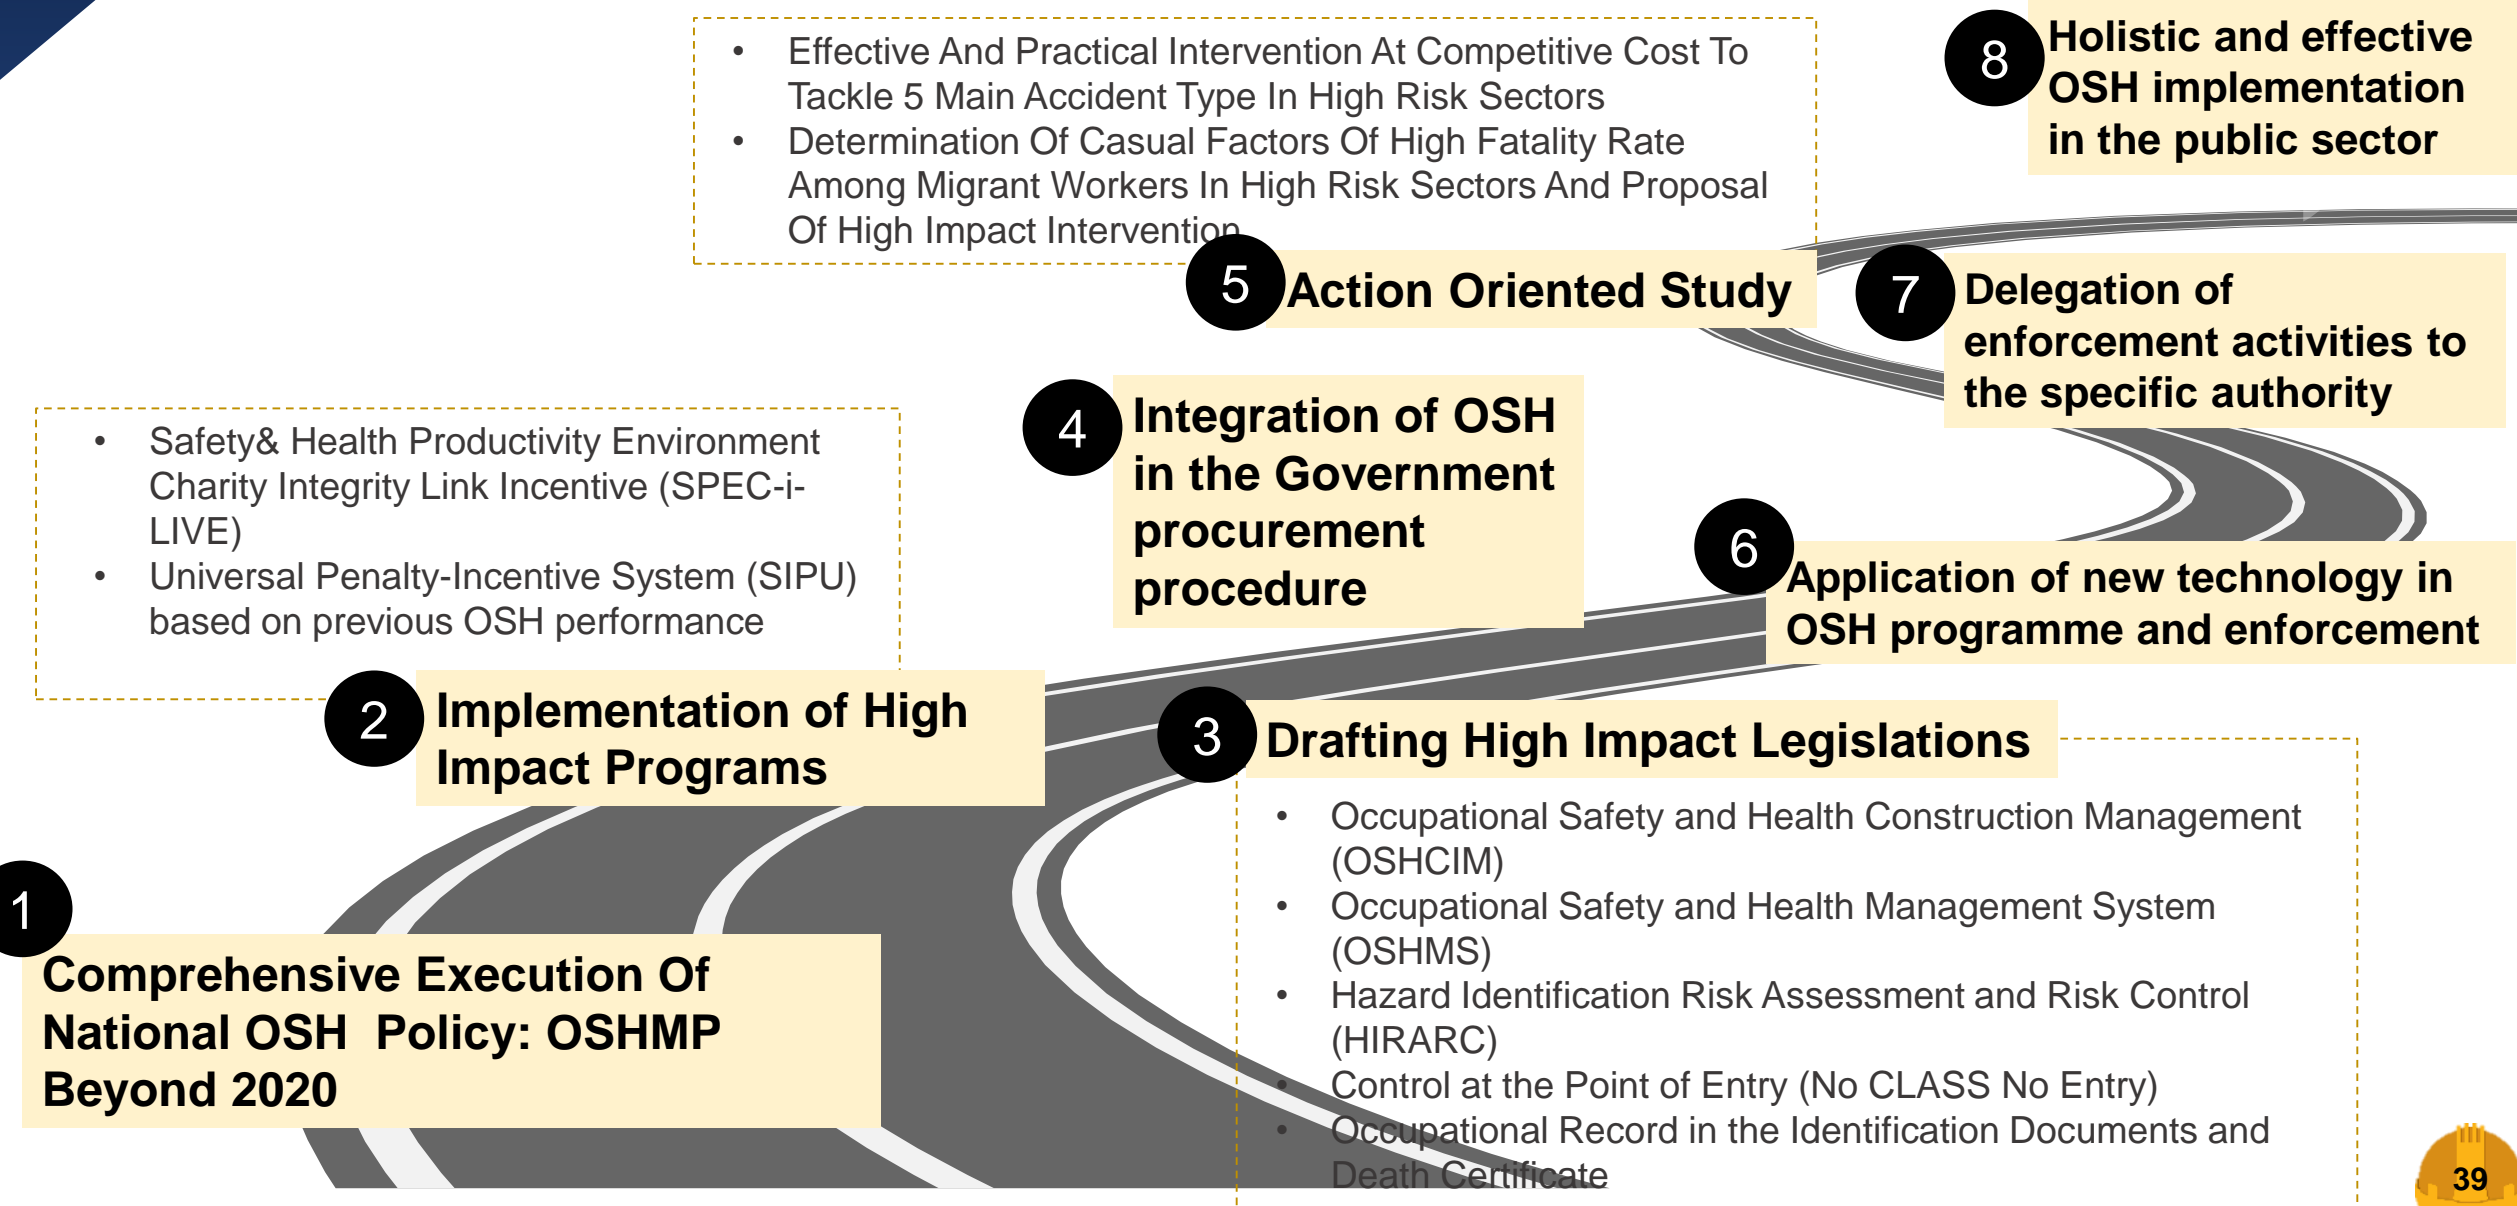 • Effective And Practical Intervention At Competitive Cost To
Tackle 5 Main Accident Type In High Risk Sectors
• Determination Of Casual Factors Of High Fatality Rate
Among Migrant Workers In High Risk Sectors And Proposal
Of High Impact Intervention
8
Holistic and effective
OSH implementation
in the public sector
5
Action Oriented Study
7
Delegation of
enforcement activities to
the specific authority
4
Integration of OSH
in the Government
procurement
procedure
• Safety& Health Productivity Environment
Charity Integrity Link Incentive (SPEC-i-
LIVE)
• Universal Penalty-Incentive System (SIPU)
based on previous OSH performance
6
Application of new technology in
OSH programme and enforcement
2
Implementation of High
Impact Programs
3
Drafting High Impact Legislations
• Occupational Safety and Health Construction Management
(OSHCIM)
• Occupational Safety and Health Management System
(OSHMS)
• Hazard Identification Risk Assessment and Risk Control
(HIRARC)
• Control at the Point of Entry (No CLASS No Entry)
• Occupational Record in the Identification Documents and
Death Certificate
1
Comprehensive Execution Of
National OSH  Policy: OSHMP
Beyond 2020
39